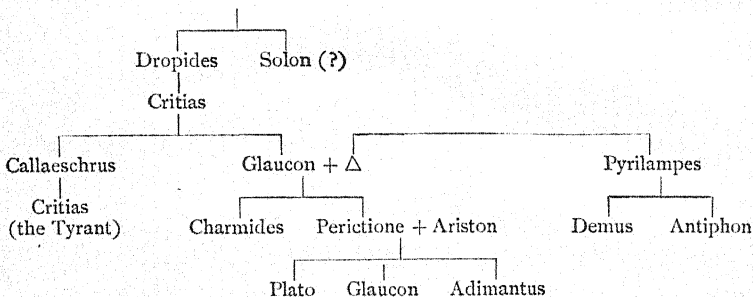 Dropides Solon (?)
Critias
Callaeschrus Glaucon + △ Pyrilampes
Critias
(the Tyrant) Charmides Perictione + Ariston Demus Antiphon
Plato Glaucon Adimantus